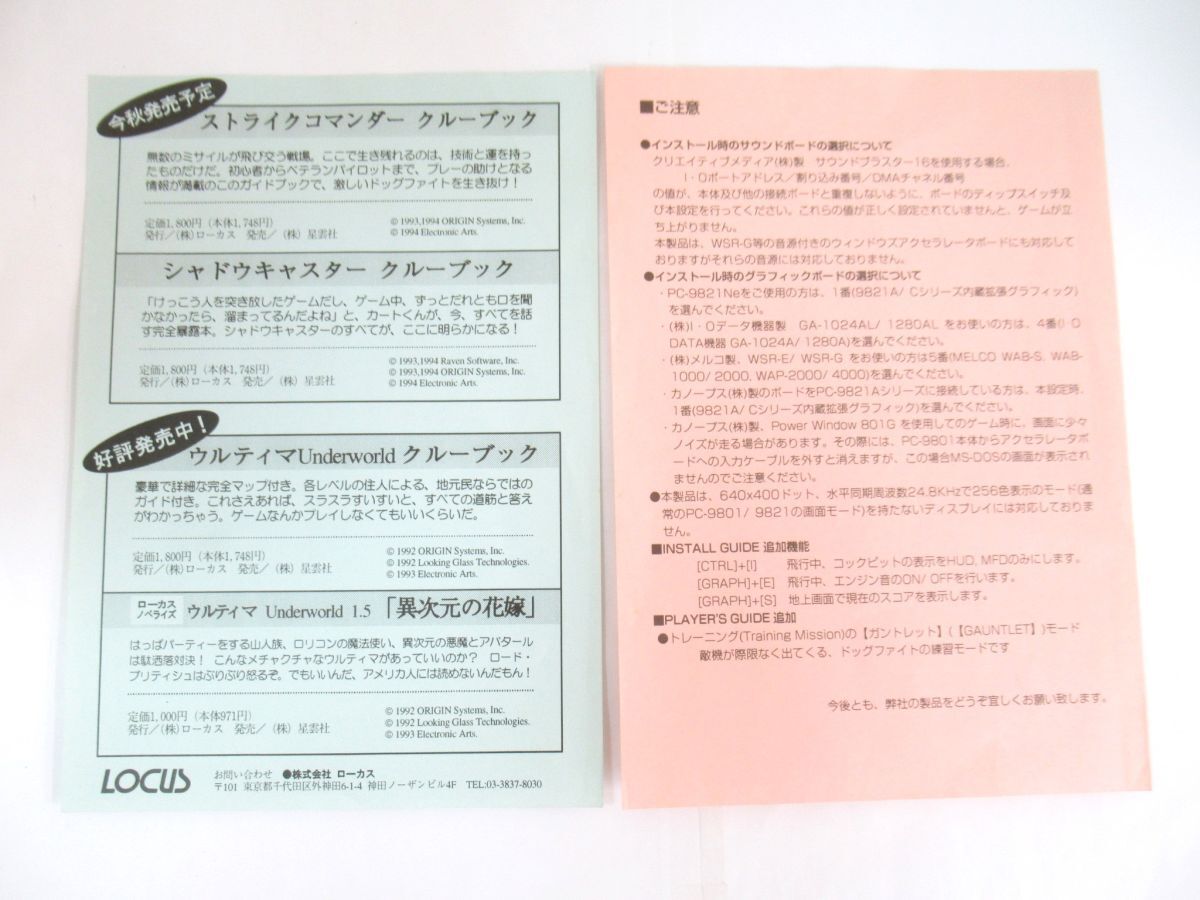 今秋発売予定
ストライクコマンダー クルーブック
無数のミサイルが飛び交う戦場。ここで生き残れるのは、技術と運を持っ
たものだけだ。初心者からベテランパイロットまで、プレーの助けとなる
情報が満載のこのガイドブックで、激しいドッグファイトを生き抜け！
定価1,800円（本体1,748円）
発行／(株)ローカス　発売／（株）星雲社
© 1993,1994 ORIGIN Systems, Inc.
© 1994 Electronic Arts.
シャドウキャスター クルーブック
「けっこう人を突き放したゲームだし、ゲーム中、ずっとだれとも口を聞
かなかったら、溜まってるんだよね」と、カートくんが、今、すべてを話
す完全暴露本。シャドウキャスターのすべてが、ここに明らかになる！
定価1,800円（本体1,748円）
発行／(株)ローカス　発売／（株）星雲社
© 1993,1994 Raven Software, Inc.
© 1993,1994 ORIGIN Systems, Inc.
© 1994 Electronic Arts.
好評発売中！
ウルティマUnderworld クルーブック
豪華で詳細な完全マップ付き。各レベルの住人による、地元民ならではの
ガイド付き。これさえあれば、スラスラすいすいと、すべての道筋と答え
がわかっちゃう。ゲームなんかプレイしなくてもいいくらいだ。
定価1,800円（本体1,748円）
発行／(株)ローカス　発売／（株）星雲社
© 1992 ORIGIN Systems, Inc.
© 1992 Looking Glass Technologies.
© 1993 Electronic Arts.
ローカス
ノベライズ
ウルティマ Underworld 1.5 「異次元の花嫁」
はっぱパーティーをする山人族、ロリコンの魔法使い、異次元の悪魔とアバタール
は駄洒落対決！　こんなメチャクチャなウルティマがあっていいのか？　ロード・
ブリティシュはぷりぷり怒るぞ。でもいいんだ、アメリカ人には読めないんだもん！
定価1,000円（本体971円）
発行／(株)ローカス　発売／（株）星雲社
© 1992 ORIGIN Systems, Inc.
© 1992 Looking Glass Technologies.
© 1993 Electronic Arts.
LOCUS
お問い合わせ　●株式会社 ローカス
〒101 東京都千代田区外神田6-1-4 神田ノーザンビル4F　TEL:03-3837-8030
■ご注意
●インストール時のサウンドボードの選択について
クリエイティブメディア(株)製　サウンドブラスター16を使用する場合、
I・Oポートアドレス／割り込み番号／DMAチャネル番号
の値が、本体及び他の接続ボードと重複しないように、ボードのディップスイッチ及
び本設定を行ってください。これらの値が正しく設定されていませんと、ゲームが立
ち上がりません。
本製品は、WSR-G等の音源付きのウィンドウズアクセラレータボードにも対応して
おりますがそれらの音源には対応しておりません。
●インストール時のグラフィックボードの選択について
・PC-9821Neをご使用の方は、1番(9821A/ Cシリーズ内蔵拡張グラフィック)
を選んでください。
・(株)I・Oデータ機器製　GA-1024AL/ 1280AL をお使いの方は、4番(I・O
DATA機器 GA-1024A/ 1280A)を選んでください。
・(株)メルコ製、WSR-E/ WSR-G をお使いの方は5番(MELCO WAB-S, WAB-
1000/ 2000, WAP-2000/ 4000)を選んでください。
・カノープス(株)製のボードをPC-9821Aシリーズに接続している方は、本設定時、
1番(9821A/ Cシリーズ内蔵拡張グラフィック)を選んでください。
・カノープス(株)製、Power Window 801G を使用してのゲーム時に、画面に少々
ノイズが走る場合があります。その際には、PC-9801本体からアクセラレータボ
ードへの入力ケーブルを外すと消えますが、この場合MS-DOSの画面が表示され
ませんのでご注意ください。
●本製品は、640x400ドット、水平同期周波数24.8KHzで256色表示のモード(通
常のPC-9801/ 9821の画面モード)を持たないディスプレイには対応しておりま
せん。
■INSTALL GUIDE 追加機能
[CTRL]+[I]　飛行中、コックピットの表示をHUD, MFDのみにします。
[GRAPH]+[E]　飛行中、エンジン音のON/ OFFを行います。
[GRAPH]+[S]　地上画面で現在のスコアを表示します。
■PLAYER'S GUIDE 追加
●トレーニング(Training Mission)の【ガントレット】(【GAUNTLET】)モード
敵機が際限なく出てくる、ドッグファイトの練習モードです
今後とも、弊社の製品をどうぞ宜しくお願い致します。